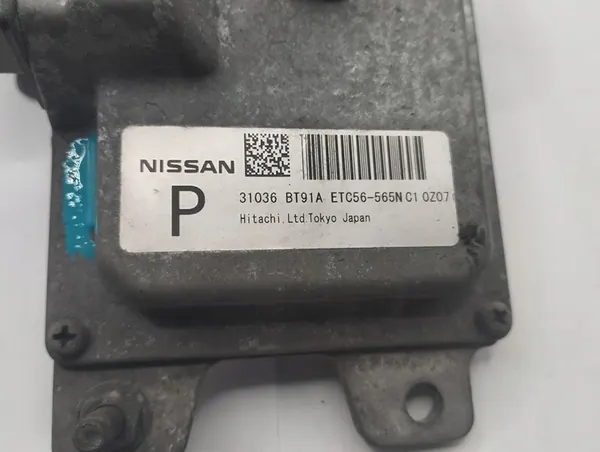 NISSAN
P
31036 BT91A ETC56-565N C1 0Z07
Hitachi.Ltd.Tokyo Japan